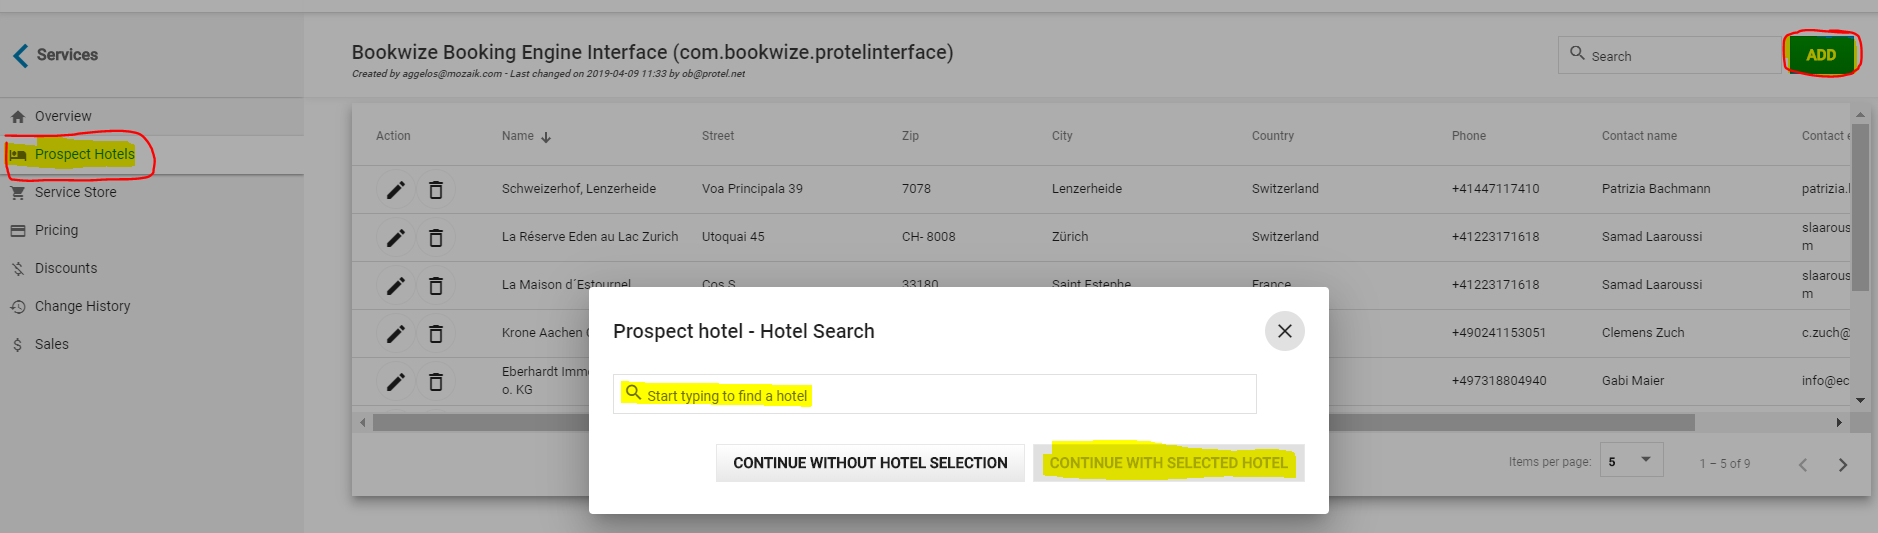 Services
Bookwize Booking Engine Interface (com.bookwize.protelinterface)
Created by aggelos@mozaik.com - Last changed on 2019-04-09 11:33 by ob@protel.net
Search
ADD
Overview
Prospect Hotels
Service Store
Pricing
Discounts
Change History
Sales
Action Name Street Zip City Country Phone Contact name Contact e
Schweizerhof, Lenzerheide Voa Principala 39 7078 Lenzerheide Switzerland +41447117410 Patrizia Bachmann patrizia.l
La Réserve Eden au Lac Zurich Utoquai 45 CH- 8008 Zürich Switzerland +41223171618 Samad Laaroussi slaarous
m
La Maison d´Estournel Cos S 33180 Saint Estephe France +41223171618 Samad Laaroussi slaarous
m
Krone Aachen +490241153051 Clemens Zuch c.zuch@
Eberhardt Imm
o. KG +497318804940 Gabi Maier info@ec
Prospect hotel - Hotel Search
Start typing to find a hotel
CONTINUE WITHOUT HOTEL SELECTION CONTINUE WITH SELECTED HOTEL
Items per page: 5 1 – 5 of 9